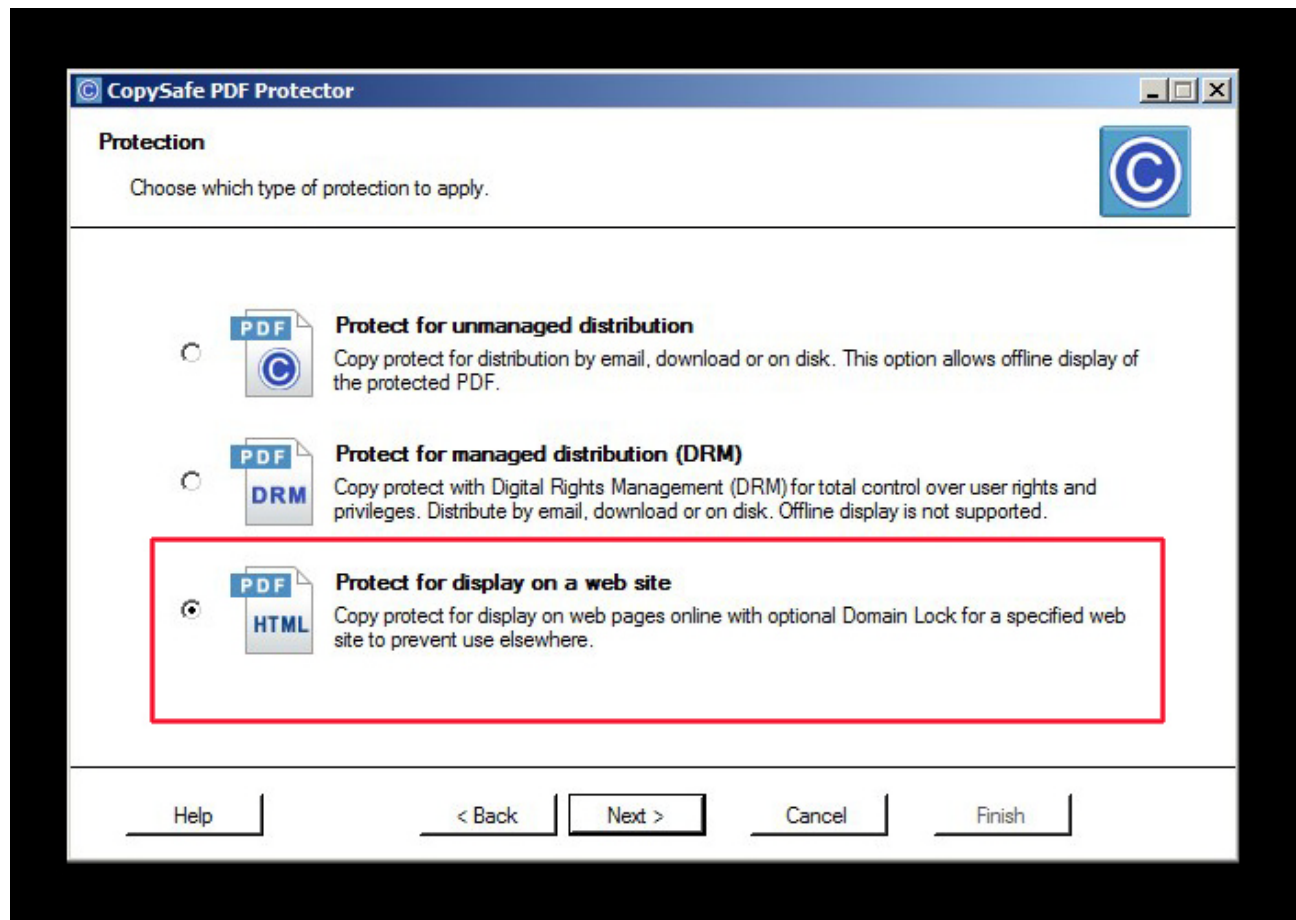 © CopySafe PDF Protector
Protection
Choose which type of protection to apply.
©
PDF
©
Protect for unmanaged distribution
Copy protect for distribution by email, download or on disk. This option allows offline display of
the protected PDF.
PDF
DRM
Protect for managed distribution (DRM)
Copy protect with Digital Rights Management (DRM) for total control over user rights and
privileges. Distribute by email, download or on disk. Offline display is not supported.
PDF
HTML
Protect for display on a web site
Copy protect for display on web pages online with optional Domain Lock for a specified web
site to prevent use elsewhere.
Help < Back Next > Cancel Finish